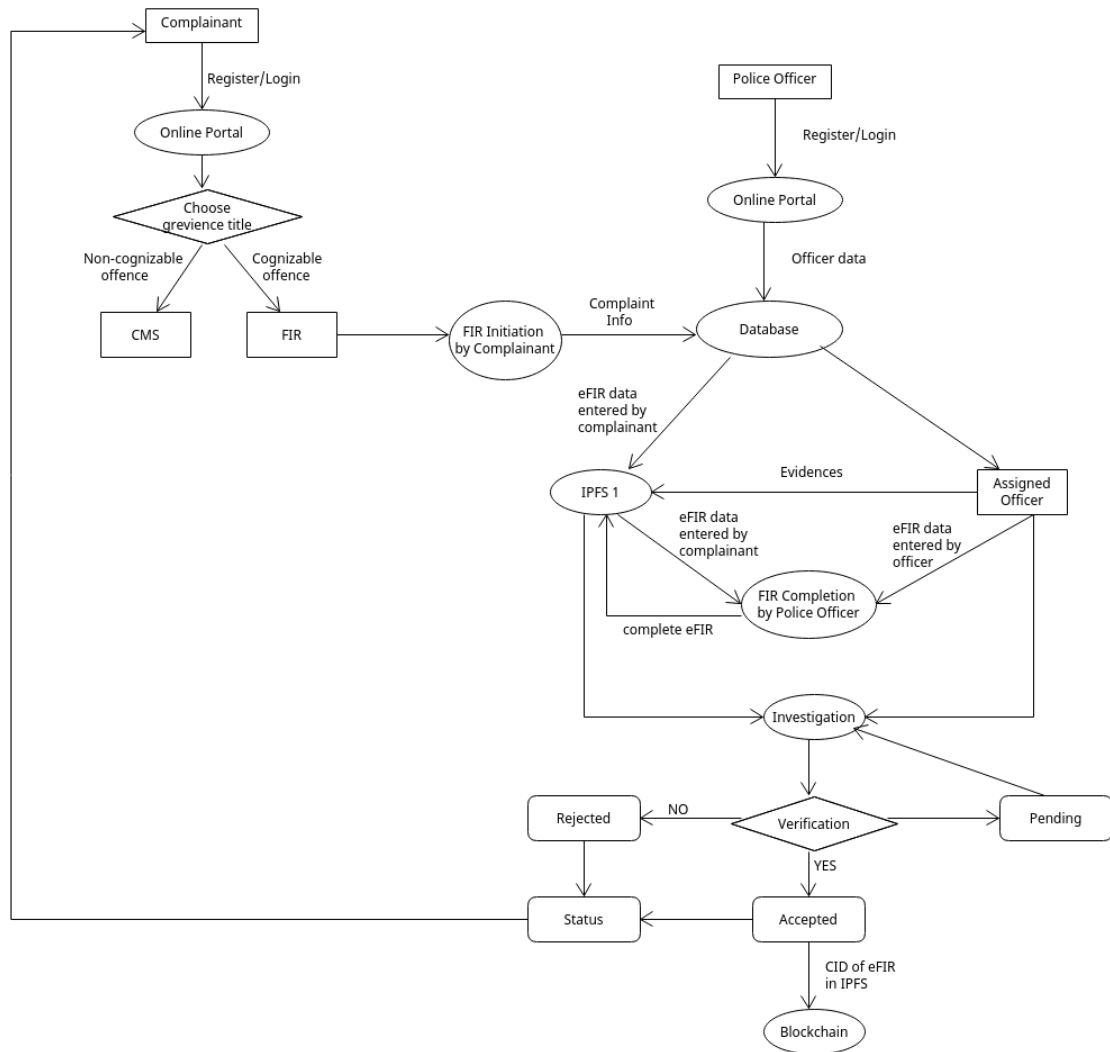 Complainant
Register/Login
Police Officer
Online Portal
Register/Login
Choose
grevience title
Online Portal
Non-cognizable
offence
Cognizable
offence
Officer data
CMS
FIR
FIR Initiation
by Complainant
Complaint
Info
Database
eFIR data
entered by
complainant
Evidences
IPFS 1
Assigned
Officer
eFIR data
entered by
complainant
eFIR data
entered by
officer
FIR Completion
by Police Officer
complete eFIR
Investigation
Rejected
NO
Verification
Pending
YES
Status
Accepted
CID of eFIR
in IPFS
Blockchain